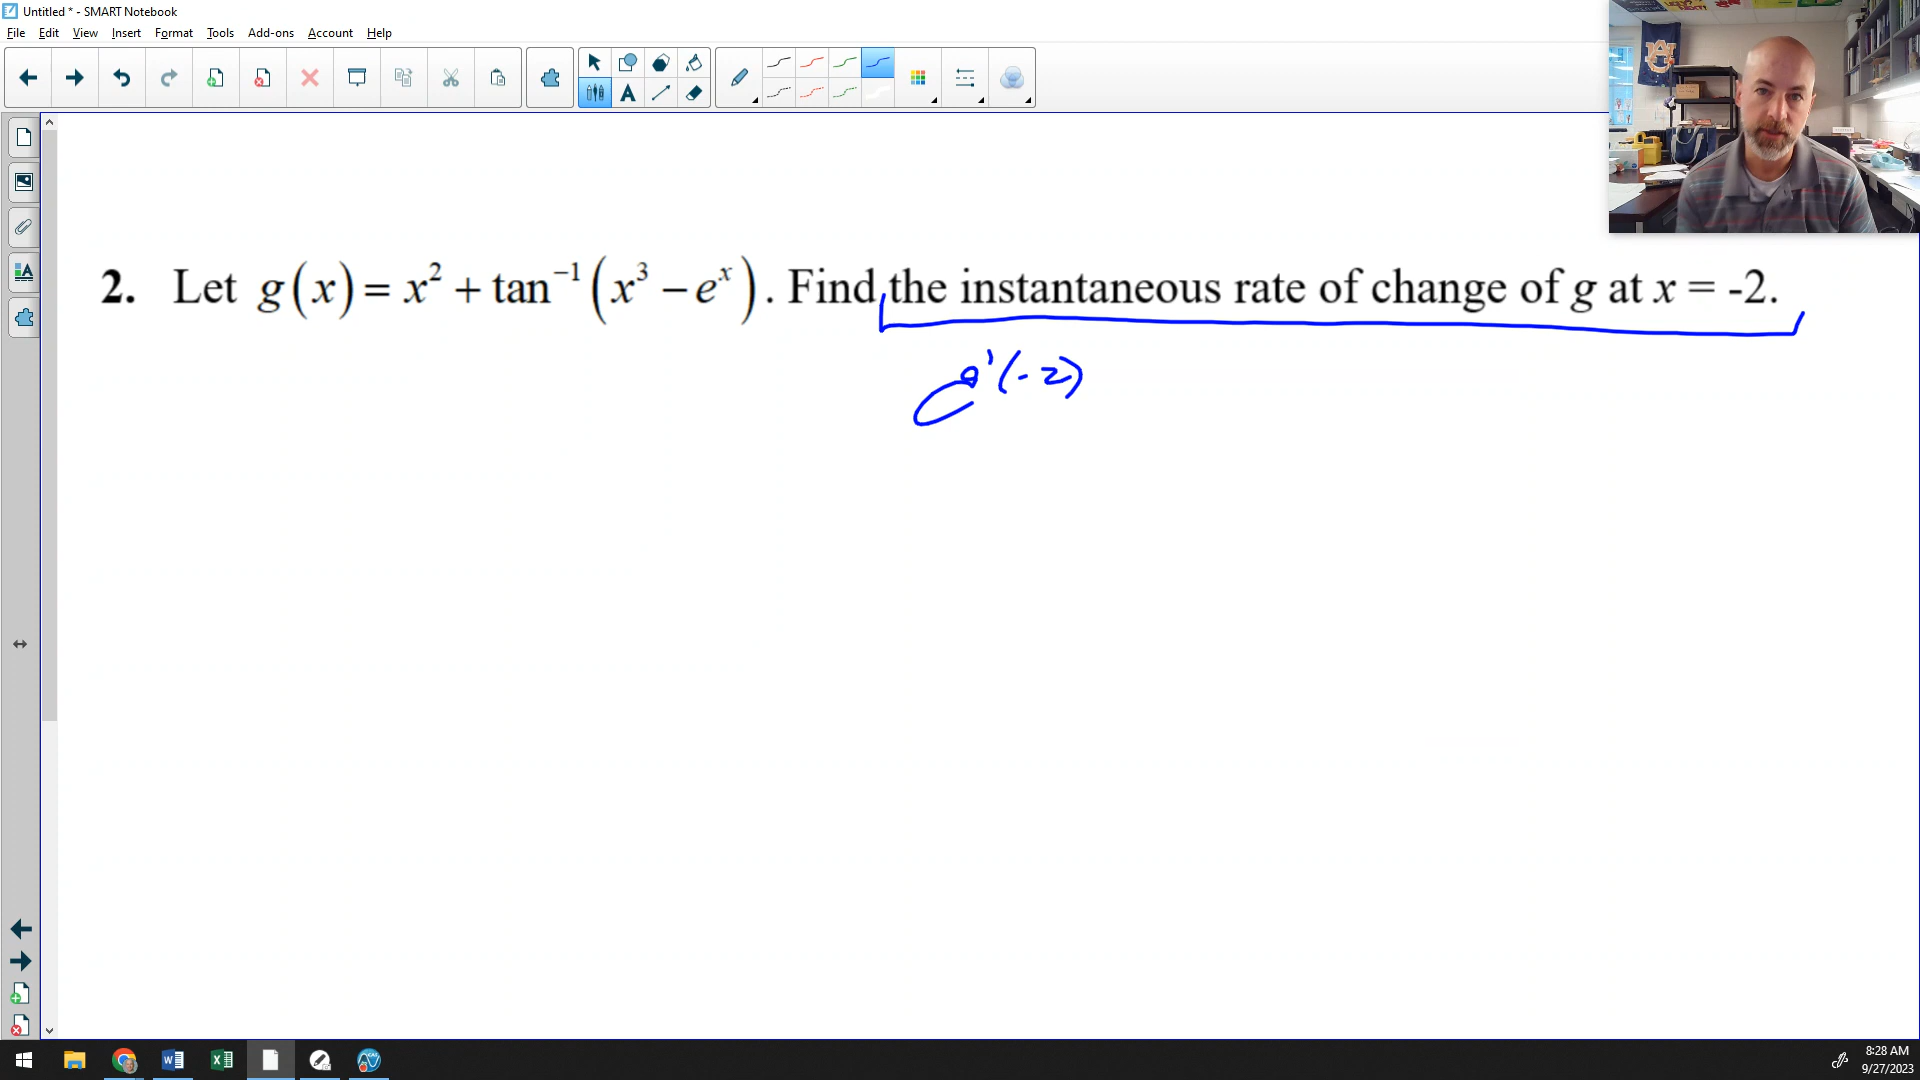 Untitled * - SMART Notebook
File Edit View Insert Format Tools Add-ons Account Help
2. Let g(x) = x² + tan⁻¹(x³ − eˣ). Find the instantaneous rate of change of g at x = -2.
g'(-2)
8:28 AM
9/27/2023